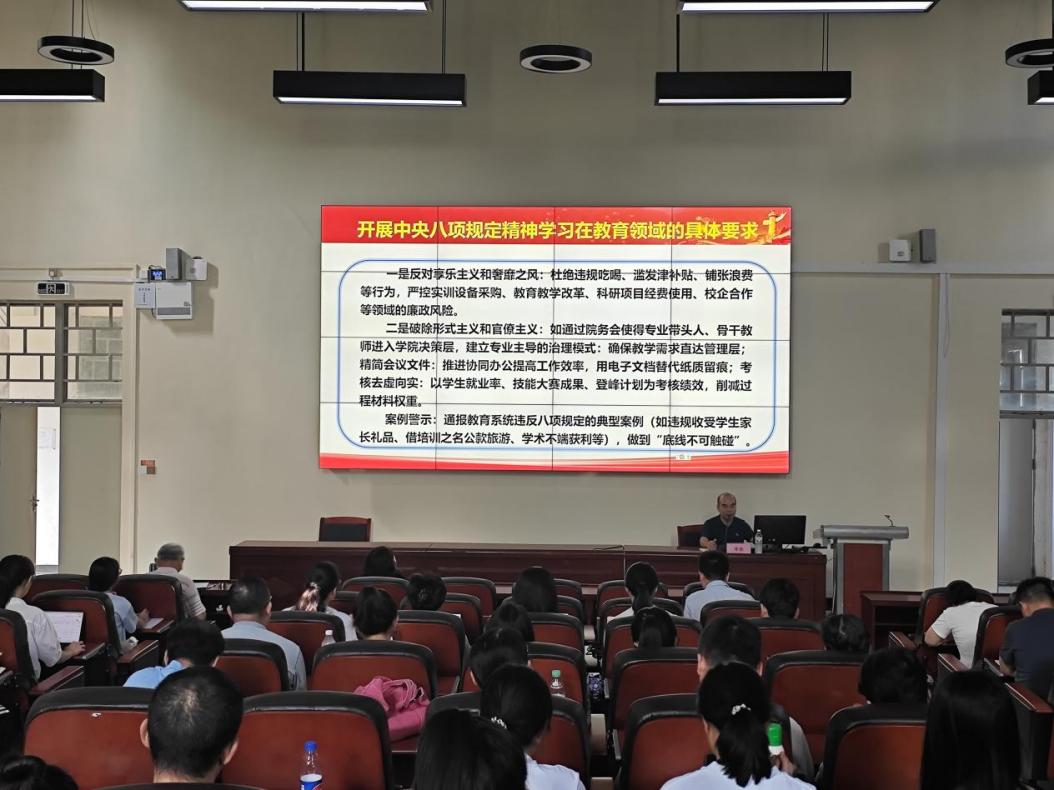 开展中央八项规定精神学习在教育领域的具体要求
一是反对享乐主义和奢靡之风：杜绝违规吃喝、滥发津补贴、铺张浪费
等行为，严控实训设备采购、教育教学改革、科研项目经费使用、校企合作
等领域的廉政风险。
二是破除形式主义和官僚主义：如通过院务会使得专业带头人、骨干教
师进入学院决策层，建立专业主导的治理模式：确保教学需求直达管理层；
精简会议文件：推进协同办公提高工作效率，用电子文档替代纸质留痕；考
核去虚向实：以学生就业率、技能大赛成果、登峰计划为考核绩效，削减过
程材料权重。
案例警示：通报教育系统违反八项规定的典型案例（如违规收受学生家
长礼品、借培训之名公款旅游、学术不端获利等），做到“底线不可触碰”。